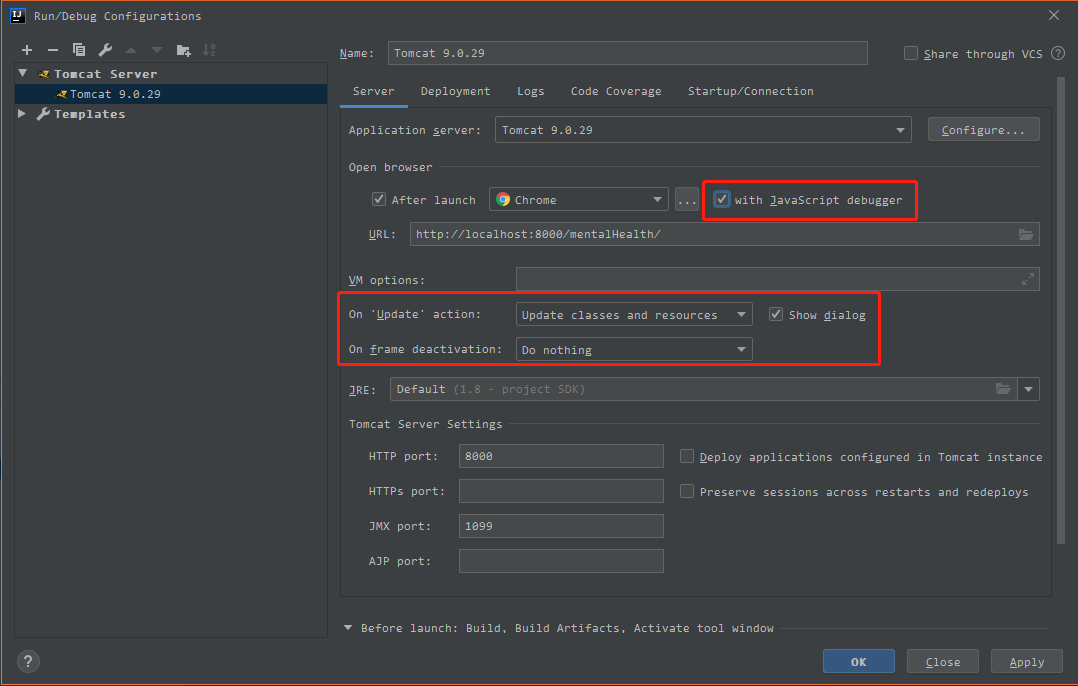 IJ
Run/Debug Configurations
Name: Tomcat 9.0.29
Share through VCS ?
Tomcat Server
Tomcat 9.0.29
Templates
Server Deployment Logs Code Coverage Startup/Connection
Application server: Tomcat 9.0.29 Configure...
Open browser
After launch Chrome ... with JavaScript debugger
URL: http://localhost:8000/mentalHealth/
VM options:
On 'Update' action: Update classes and resources Show dialog
On frame deactivation: Do nothing
JRE: Default (1.8 - project SDK)
Tomcat Server Settings
HTTP port: 8000 Deploy applications configured in Tomcat instance
HTTPs port: Preserve sessions across restarts and redeploys
JMX port: 1099
AJP port:
Before launch: Build, Build Artifacts, Activate tool window
? OK Close Apply